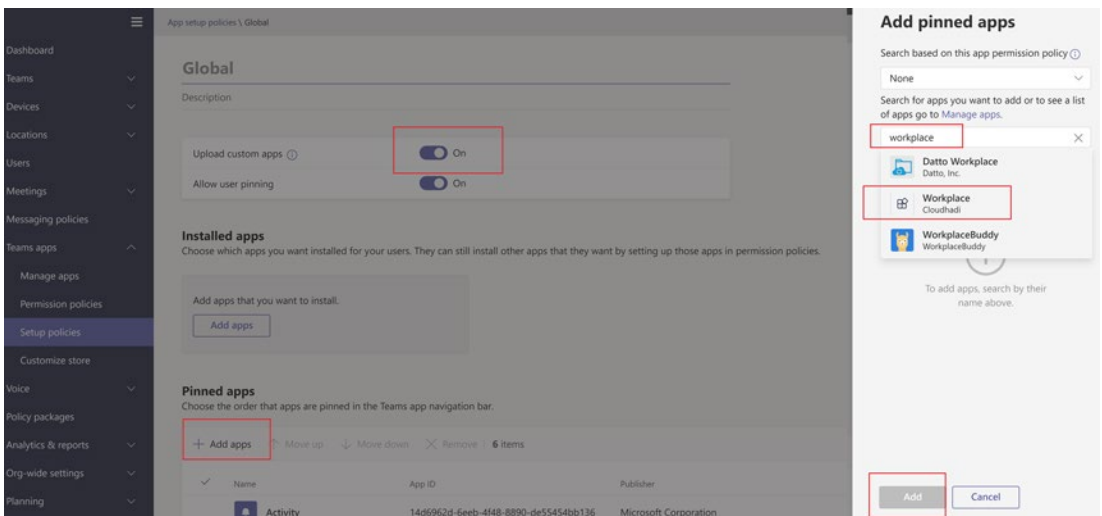 Dashboard
Teams
Devices
Locations
Users
Meetings
Messaging policies
Teams apps
Manage apps
Permission policies
Setup policies
Customize store
Voice
Policy packages
Analytics & reports
Org-wide settings
Planning
App setup policies \ Global
Global
Description
Upload custom apps On
Allow user pinning On
Installed apps
Choose which apps you want installed for your users. They can still install other apps that they want by setting up those apps in permission policies.
Add apps that you want to install.
Add apps
Pinned apps
Choose the order that apps are pinned in the Teams app navigation bar.
+ Add apps ↑ Move up ↓ Move down Remove | 6 items
Name App ID Publisher
Activity 14d6962d-6eeb-4f48-8890-de55454bb136 Microsoft Corporation
Add pinned apps
Search based on this app permission policy
None
Search for apps you want to add or to see a list
of apps go to Manage apps.
workplace
Datto Workplace
Datto, Inc.
Workplace
Cloudhadi
WorkplaceBuddy
WorkplaceBuddy
To add apps, search by their
name above.
Add Cancel